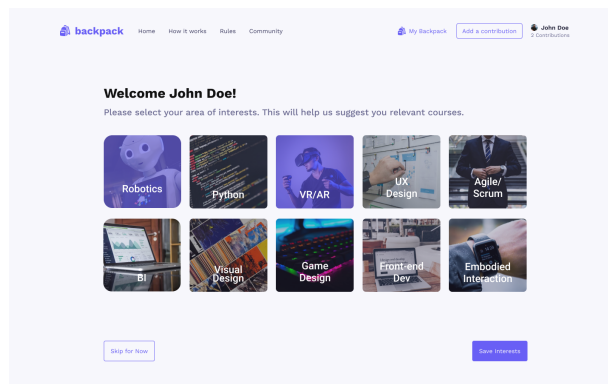 backpack
Home
How it works
Rules
Community
My Backpack
Add a contribution
John Doe
3 Contributions
Welcome John Doe!
Please select your area of interests. This will help us suggest you relevant courses.
Robotics
Python
VR/AR
UX
Design
Agile/
Scrum
BI
Visual
Design
Game
Design
Front-end
Dev
Embodied
Interaction
Skip for Now
Save Interests